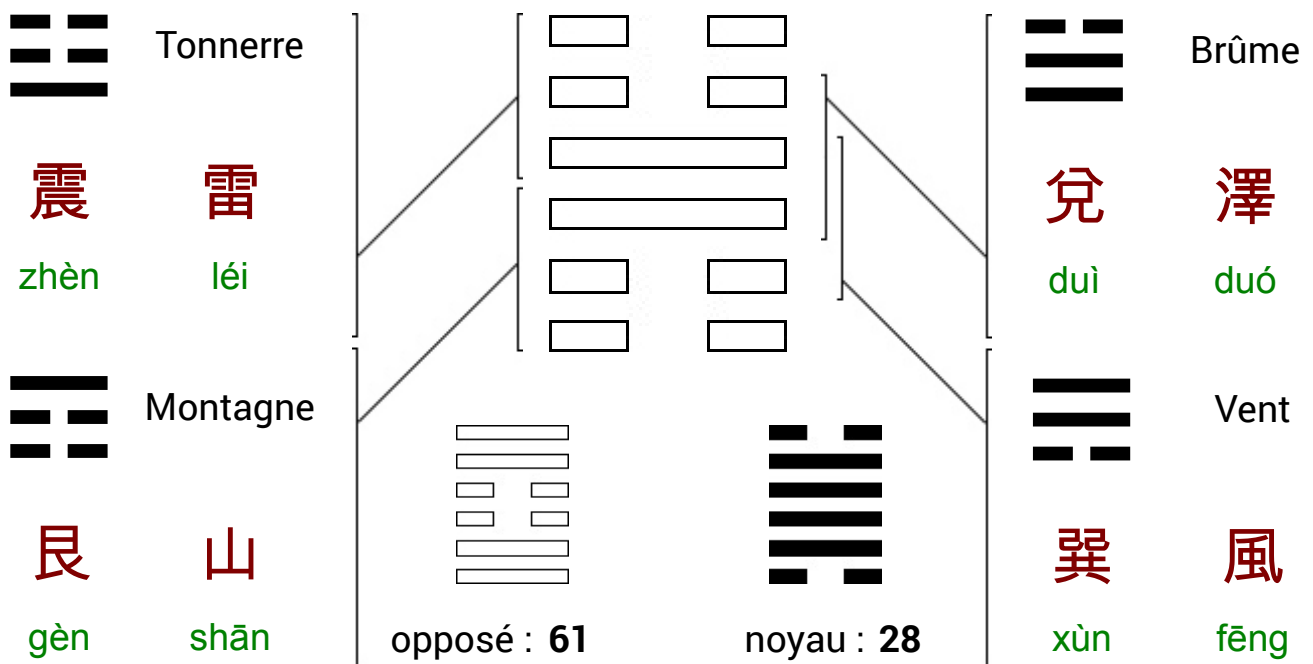 Tonnerre
震 雷
zhèn léi
Montagne
艮 山
gèn shān
opposé : 61
noyau : 28
Brûme
兌 澤
duì duó
Vent
巽 風
xùn fēng